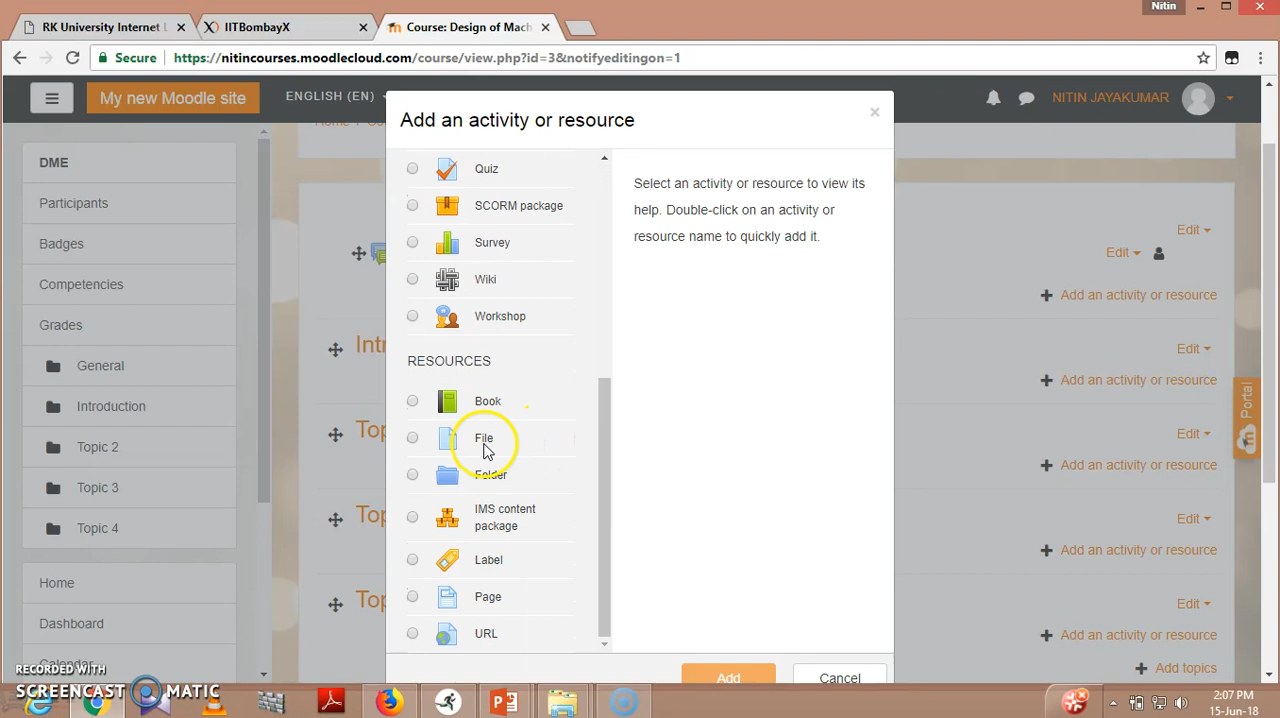 Nitin
RK University Internet L
IITBombayX
Course: Design of Mach
Secure
https://nitincourses.moodlecloud.com/course/view.php?id=3&notifyeditingon=1
My new Moodle site
ENGLISH (EN)
NITIN JAYAKUMAR
Add an activity or resource
DME
Participants
Badges
Competencies
Grades
General
Introduction
Topic 2
Topic 3
Topic 4
Home
Dashboard
Calendar
Quiz
SCORM package
Survey
Wiki
Workshop
RESOURCES
Book
File
Folder
IMS content
package
Label
Page
URL
Select an activity or resource to view its
help. Double-click on an activity or
resource name to quickly add it.
Add
Cancel
Intr
Top
Top
Top
Edit
Edit
Add an activity or resource
Edit
Add an activity or resource
Edit
Add an activity or resource
Edit
Add an activity or resource
Edit
Add an activity or resource
Add topics
Portal
RECORDED WITH
SCREENCAST MATIC
2:07 PM
15-Jun-18